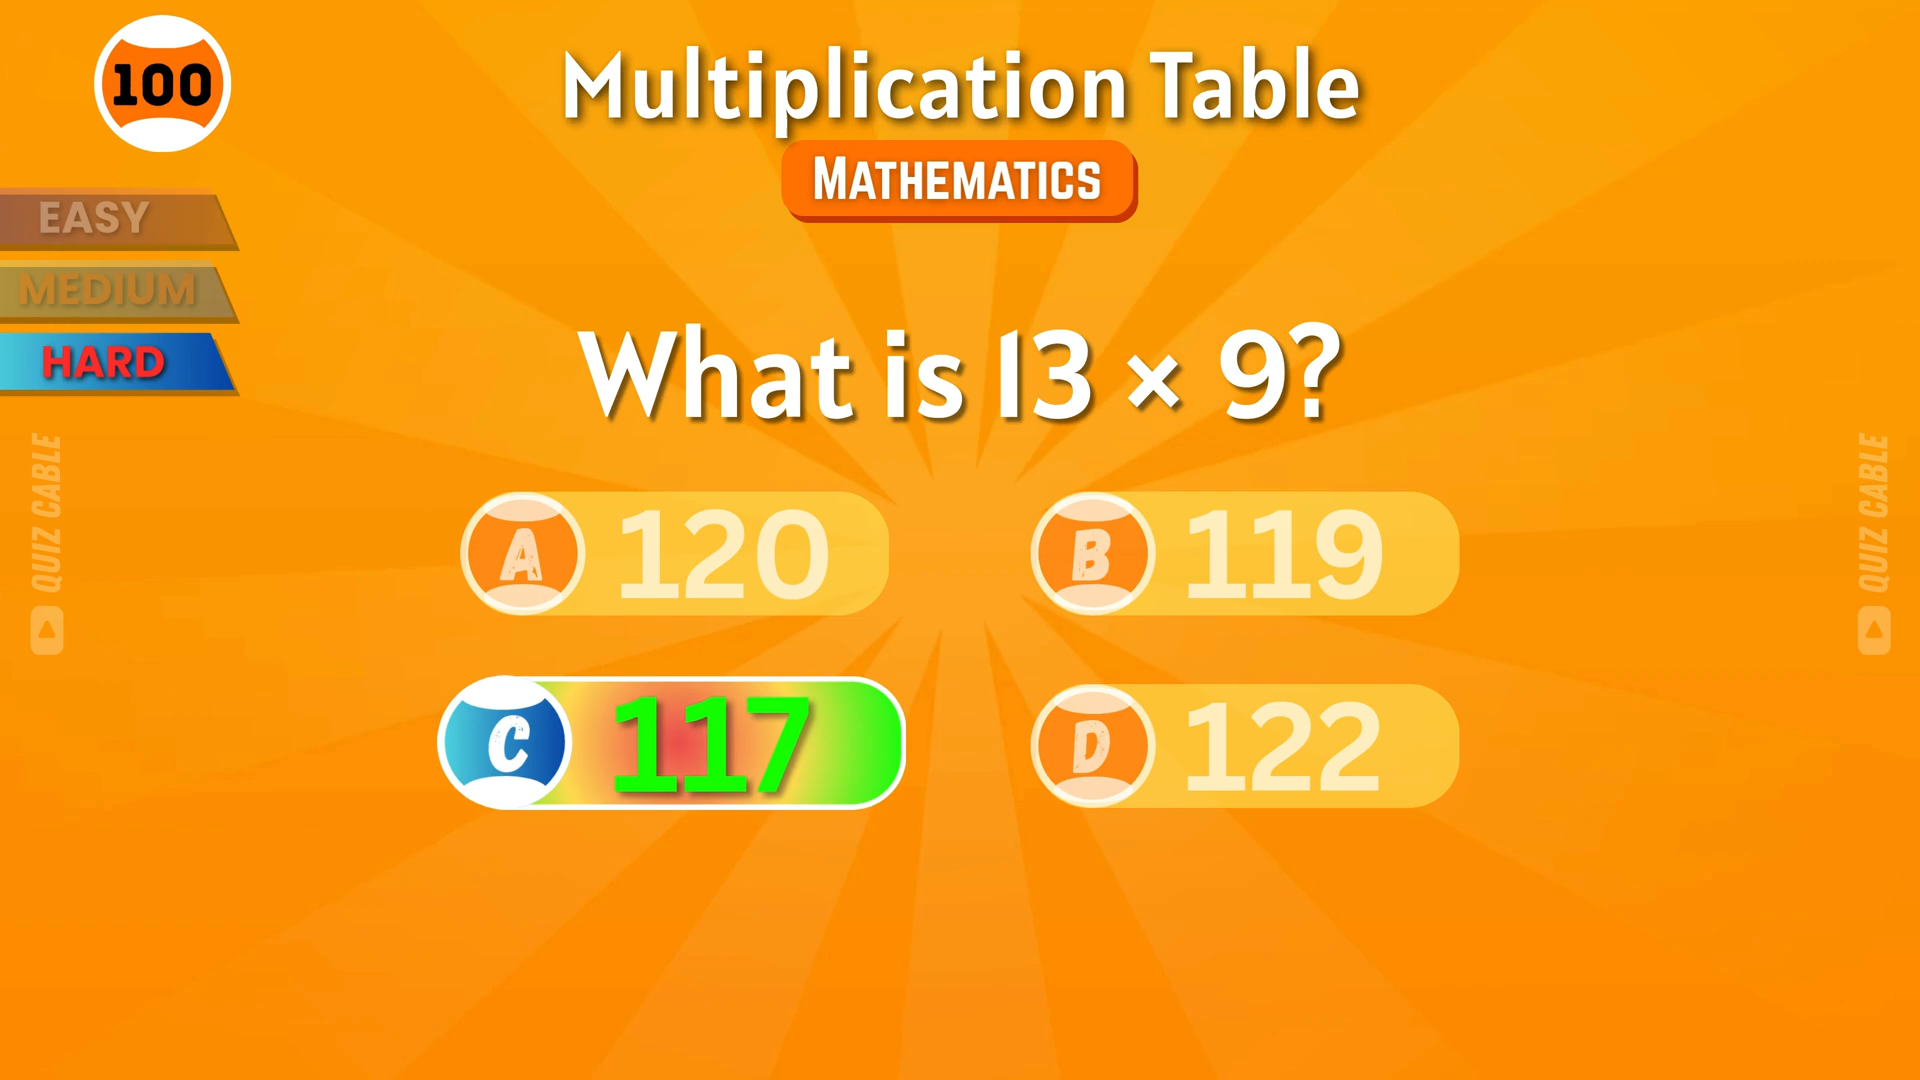 100
Multiplication Table
MATHEMATICS
EASY
MEDIUM
HARD
What is 13 × 9?
A 120
B 119
C 117
D 122
QUIZ CABLE
QUIZ CABLE